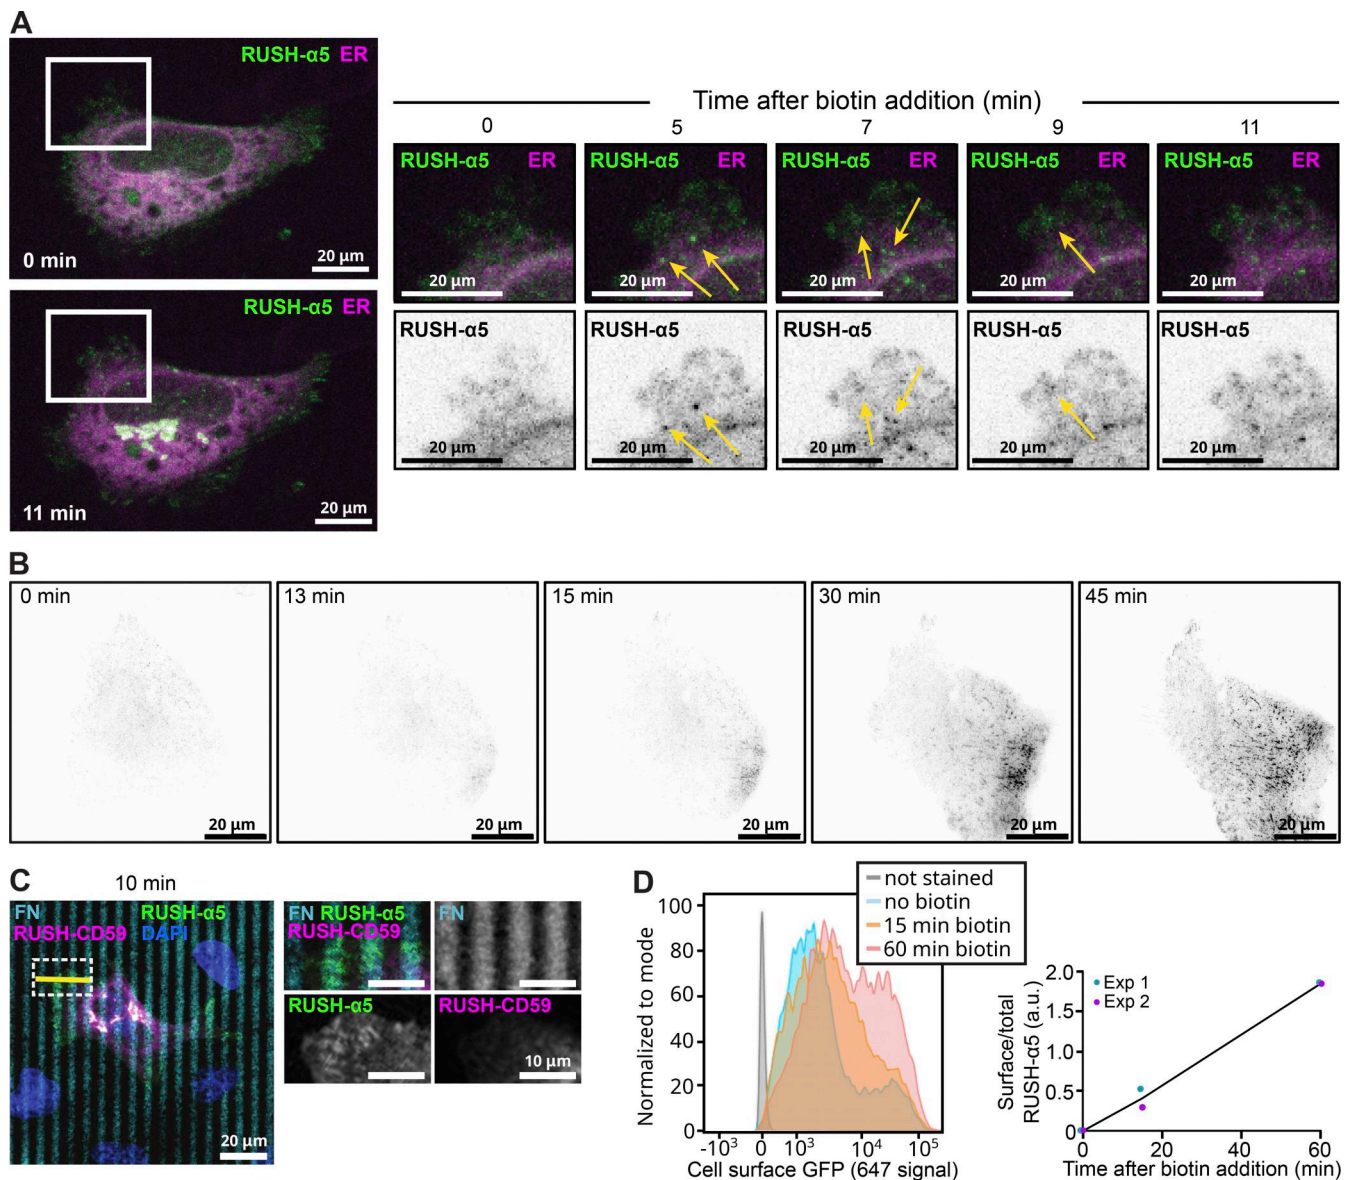 A
RUSH-α5 ER
0 min
20 µm
RUSH-α5 ER
11 min
20 µm
Time after biotin addition (min)
0 5 7 9 11
RUSH-α5 ER RUSH-α5 ER RUSH-α5 ER RUSH-α5 ER RUSH-α5 ER
20 µm 20 µm 20 µm 20 µm 20 µm
RUSH-α5 RUSH-α5 RUSH-α5 RUSH-α5 RUSH-α5
20 µm 20 µm 20 µm 20 µm 20 µm
B
0 min 13 min 15 min 30 min 45 min
20 µm 20 µm 20 µm 20 µm 20 µm
C
10 min
FN RUSH-α5
RUSH-CD59 DAPI
20 µm
FN RUSH-α5
RUSH-CD59
FN
RUSH-α5
RUSH-CD59
10 µm
D
not stained
no biotin
15 min biotin
60 min biotin
Normalized to mode
100
80
60
40
20
0
-10³ 0 10³ 10⁴ 10⁵
Cell surface GFP (647 signal)
Surface/total
RUSH-α5 (a.u.)
2.0
1.5
1.0
0.5
0
Exp 1
Exp 2
0 20 40 60
Time after biotin addition (min)